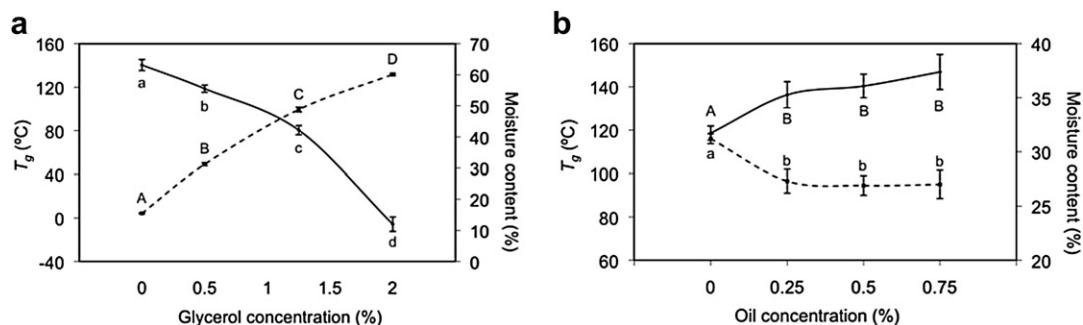 a
160
120
80
40
0
-40
Tg (ºC)
70
60
50
40
30
20
10
0
Moisture content (%)
A
B
C
D
a
b
c
d
0 0.5 1 1.5 2
Glycerol concentration (%)
b
160
140
120
100
80
60
Tg (ºC)
40
35
30
25
20
Moisture content (%)
A
B
B
B
a
b
b
b
0 0.25 0.5 0.75
Oil concentration (%)